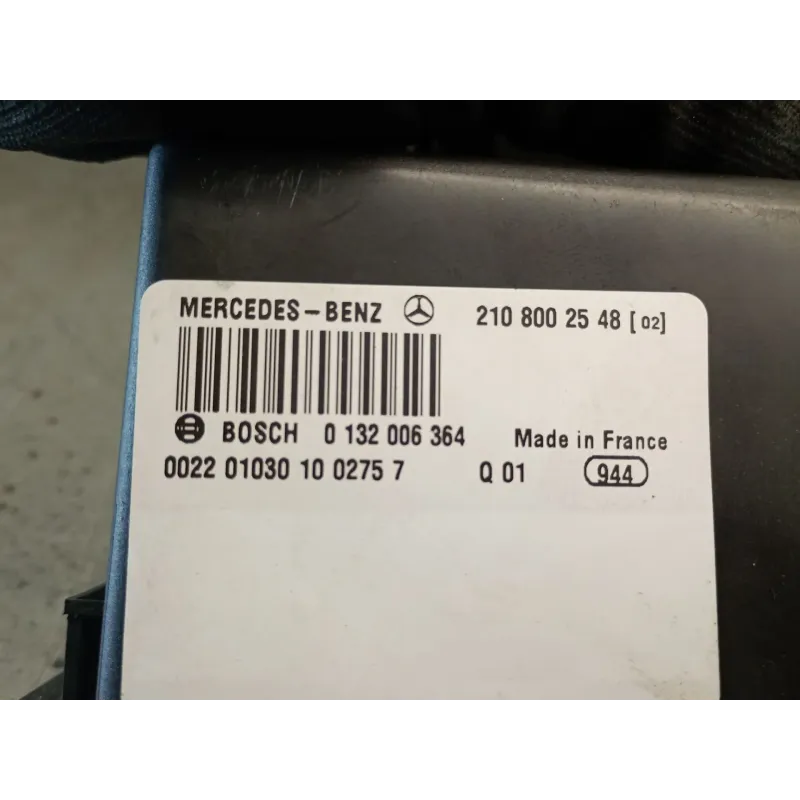 MERCEDES-BENZ 210 800 25 48 [02]
BOSCH 0 132 006 364 Made in France
0022 01030 10 0275 7 Q 01 944